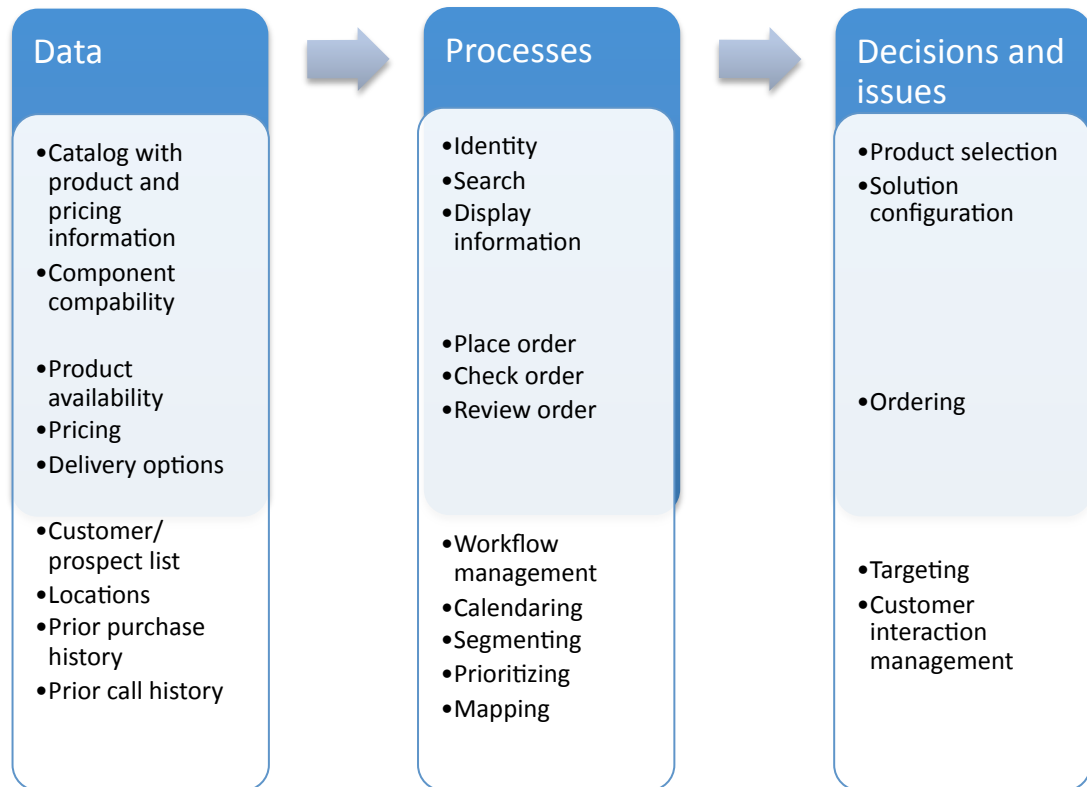 Data
•Catalog with
product and
pricing
information
•Component
compability
•Product
availability
•Pricing
•Delivery options
•Customer/
prospect list
•Locations
•Prior purchase
history
•Prior call history
Processes
•Identity
•Search
•Display
information
•Place order
•Check order
•Review order
•Workflow
management
•Calendaring
•Segmenting
•Prioritizing
•Mapping
Decisions and
issues
•Product selection
•Solution
configuration
•Ordering
•Targeting
•Customer
interaction
management